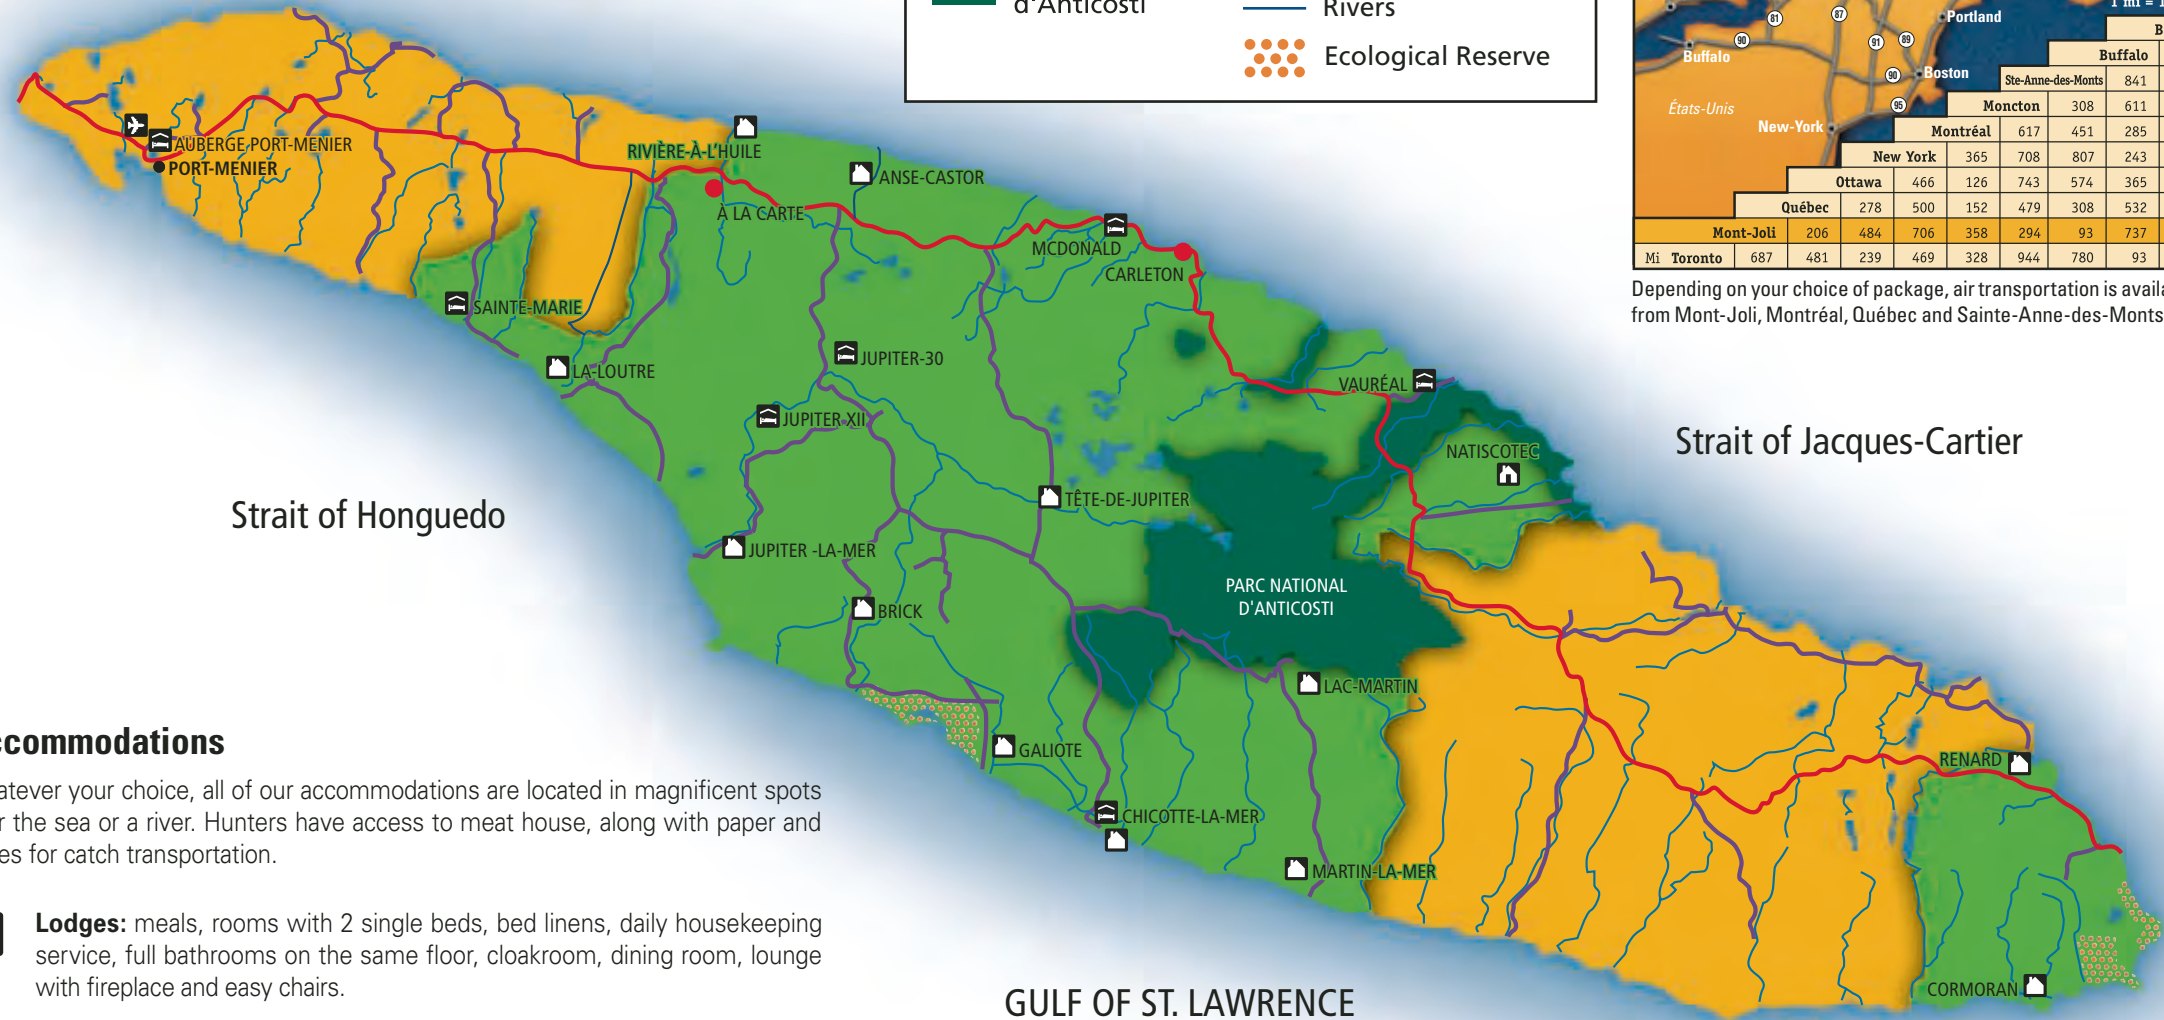 d'Anticosti
Rivers
Ecological Reserve
81
87
Portland
90
91
89
Buffalo
90
Boston
États-Unis
95
New-York
1 mi = 1
B
Buffalo
Ste-Anne-des-Monts 841
Moncton 308 611
Montréal 617 451 285
New York 365 708 807 243
Ottawa 466 126 743 574 365
Québec 278 500 152 479 308 532
Mont-Joli 206 484 706 358 294 93 737
Mi Toronto 687 481 239 469 328 944 780 93
Depending on your choice of package, air transportation is availa
from Mont-Joli, Montréal, Québec and Sainte-Anne-des-Monts
AUBERGE PORT-MENIER
PORT-MENIER
RIVIÈRE-À-L'HUILE
ANSE-CASTOR
À LA CARTE
MCDONALD
CARLETON
SAINTE-MARIE
LA-LOUTRE
JUPITER-30
VAURÉAL
JUPITER XII
NATISCOTEC
Strait of Jacques-Cartier
TÊTE-DE-JUPITER
Strait of Honguedo
JUPITER -LA-MER
PARC NATIONAL
D'ANTICOSTI
BRICK
LAC-MARTIN
GALIOTE
RENARD
CHICOTTE-LA-MER
MARTIN-LA-MER
CORMORAN
GULF OF ST. LAWRENCE
ccommodations
atever your choice, all of our accommodations are located in magnificent spots
r the sea or a river. Hunters have access to meat house, along with paper and
es for catch transportation.
Lodges: meals, rooms with 2 single beds, bed linens, daily housekeeping
service, full bathrooms on the same floor, cloakroom, dining room, lounge
with fireplace and easy chairs.